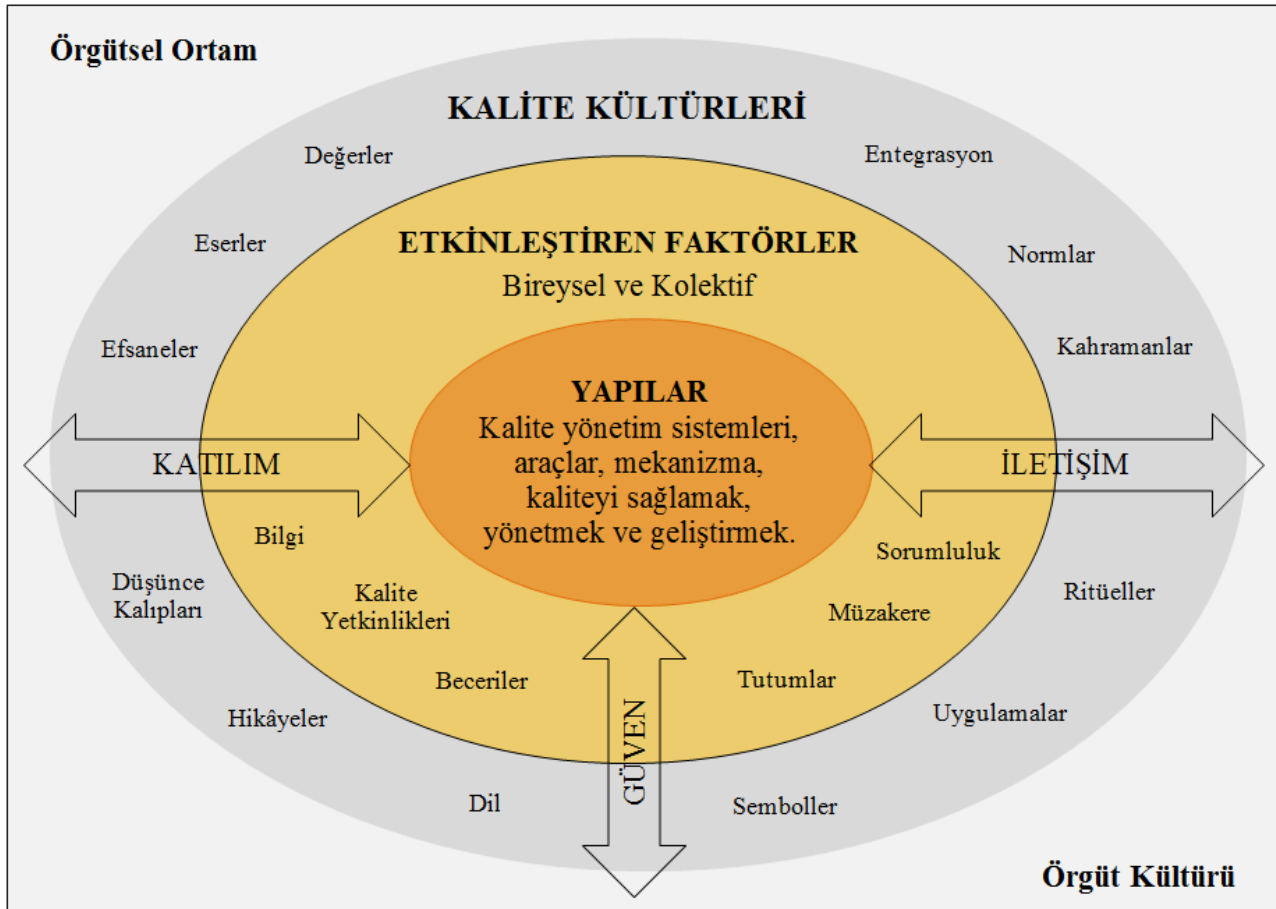 Örgütsel Ortam
KALİTE KÜLTÜRLERİ
Değerler
Entegrasyon
Eserler
ETKİNLEŞTİREN FAKTÖRLER
Normlar
Bireysel ve Kolektif
Efsaneler
Kahramanlar
YAPILAR
Kalite yönetim sistemleri,
araçlar, mekanizma,
kaliteyi sağlamak,
yönetmek ve geliştirmek.
KATILIM
İLETİŞİM
Bilgi
Sorumluluk
Düşünce
Kalıpları
Kalite
Yetkinlikleri
Müzakere
Ritüeller
Beceriler
Tutumlar
Hikâyeler
Uygulamalar
GÜVEN
Dil
Semboller
Örgüt Kültürü